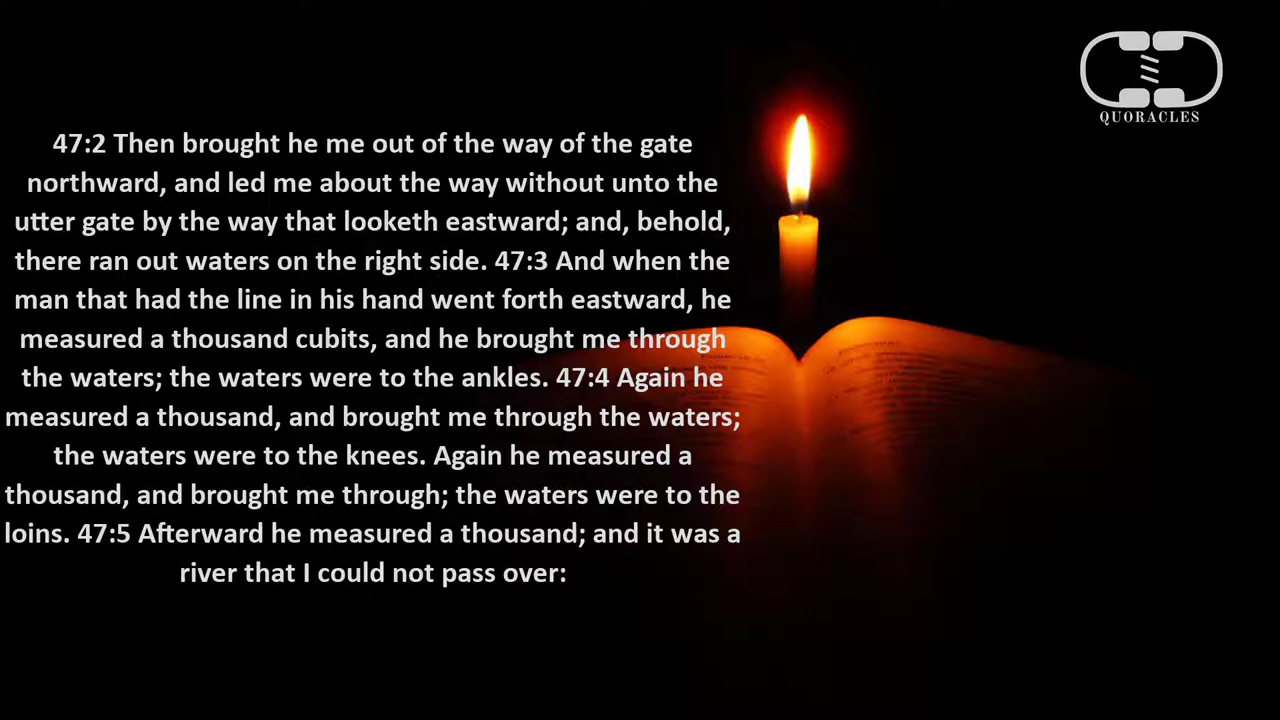 QUORACLES
47:2 Then brought he me out of the way of the gate
northward, and led me about the way without unto the
utter gate by the way that looketh eastward; and, behold,
there ran out waters on the right side. 47:3 And when the
man that had the line in his hand went forth eastward, he
measured a thousand cubits, and he brought me through
the waters; the waters were to the ankles. 47:4 Again he
measured a thousand, and brought me through the waters;
the waters were to the knees. Again he measured a
thousand, and brought me through; the waters were to the
loins. 47:5 Afterward he measured a thousand; and it was a
river that I could not pass over: